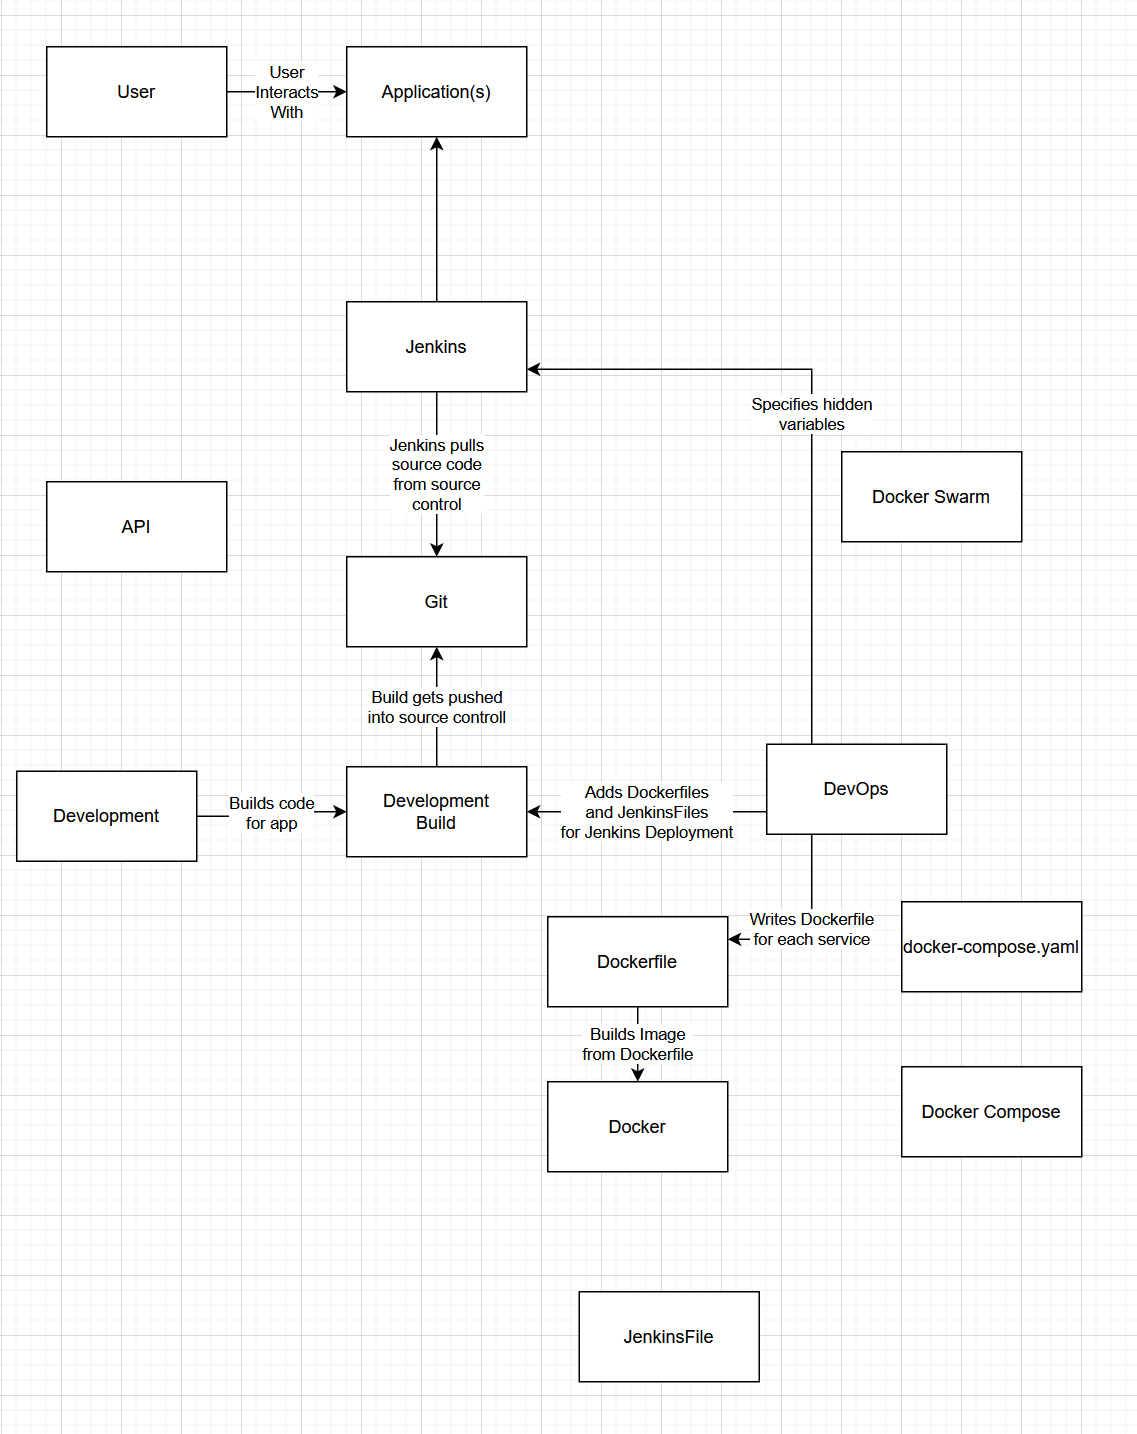 User
User
Interacts
With
Application(s)
Jenkins
Specifies hidden
variables
Jenkins pulls
source code
from source
control
Docker Swarm
API
Git
Build gets pushed
into source controll
Development
Builds code
for app
Development
Build
Adds Dockerfiles
and JenkinsFiles
for Jenkins Deployment
DevOps
Writes Dockerfile
for each service
Dockerfile
docker-compose.yaml
Builds Image
from Dockerfile
Docker
Docker Compose
JenkinsFile